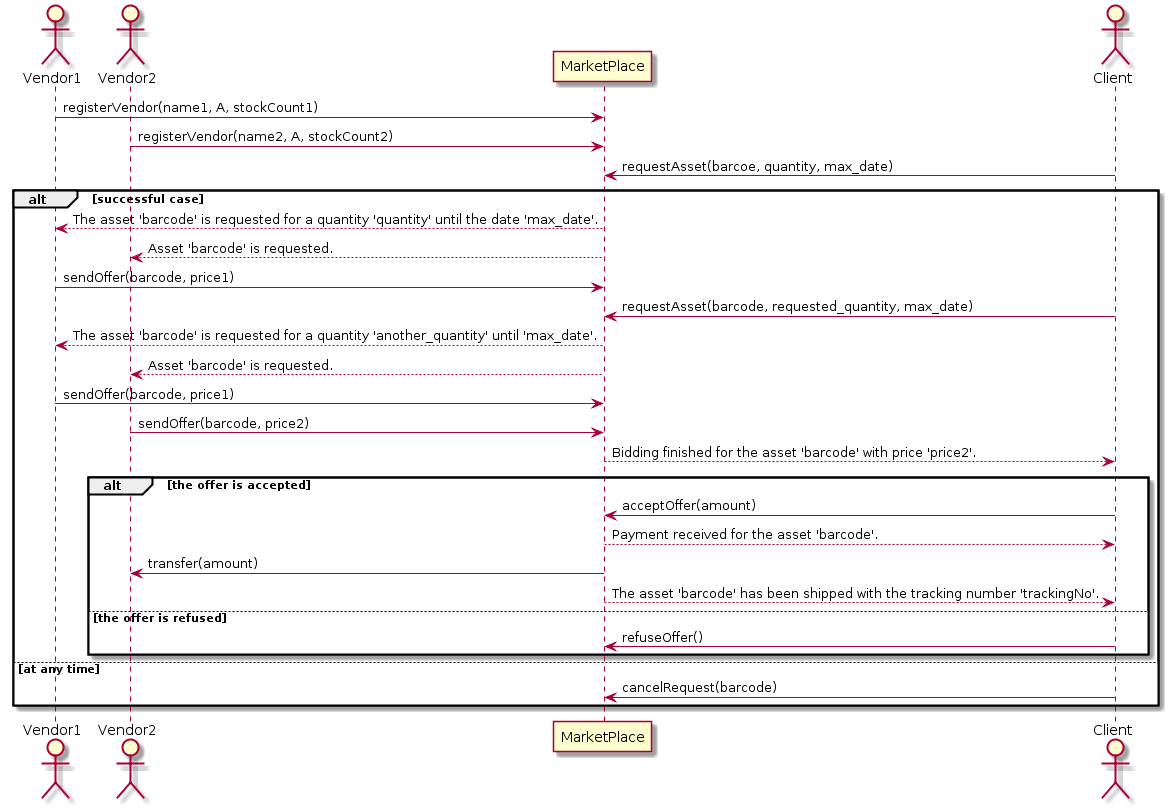 Vendor1
Vendor2
MarketPlace
Client
registerVendor(name1, A, stockCount1)
registerVendor(name2, A, stockCount2)
requestAsset(barcoe, quantity, max_date)
alt [successful case]
The asset 'barcode' is requested for a quantity 'quantity' until the date 'max_date'.
Asset 'barcode' is requested.
sendOffer(barcode, price1)
requestAsset(barcode, requested_quantity, max_date)
The asset 'barcode' is requested for a quantity 'another_quantity' until 'max_date'.
Asset 'barcode' is requested.
sendOffer(barcode, price1)
sendOffer(barcode, price2)
Bidding finished for the asset 'barcode' with price 'price2'.
alt [the offer is accepted]
acceptOffer(amount)
Payment received for the asset 'barcode'.
transfer(amount)
The asset 'barcode' has been shipped with the tracking number 'trackingNo'.
[the offer is refused]
refuseOffer()
[at any time]
cancelRequest(barcode)
Vendor1
Vendor2
MarketPlace
Client